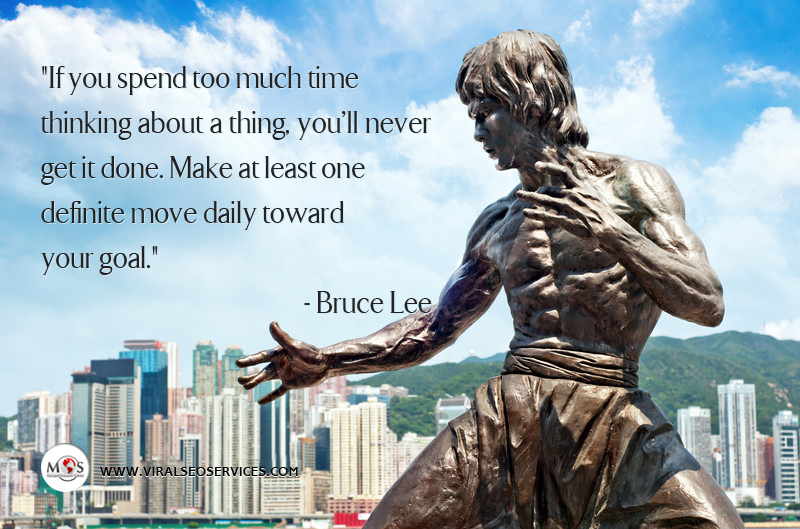 "If you spend too much time
thinking about a thing, you'll never
get it done. Make at least one
definite move daily toward
your goal."
- Bruce Lee
MOS
WWW.VIRALSEOSERVICES.COM